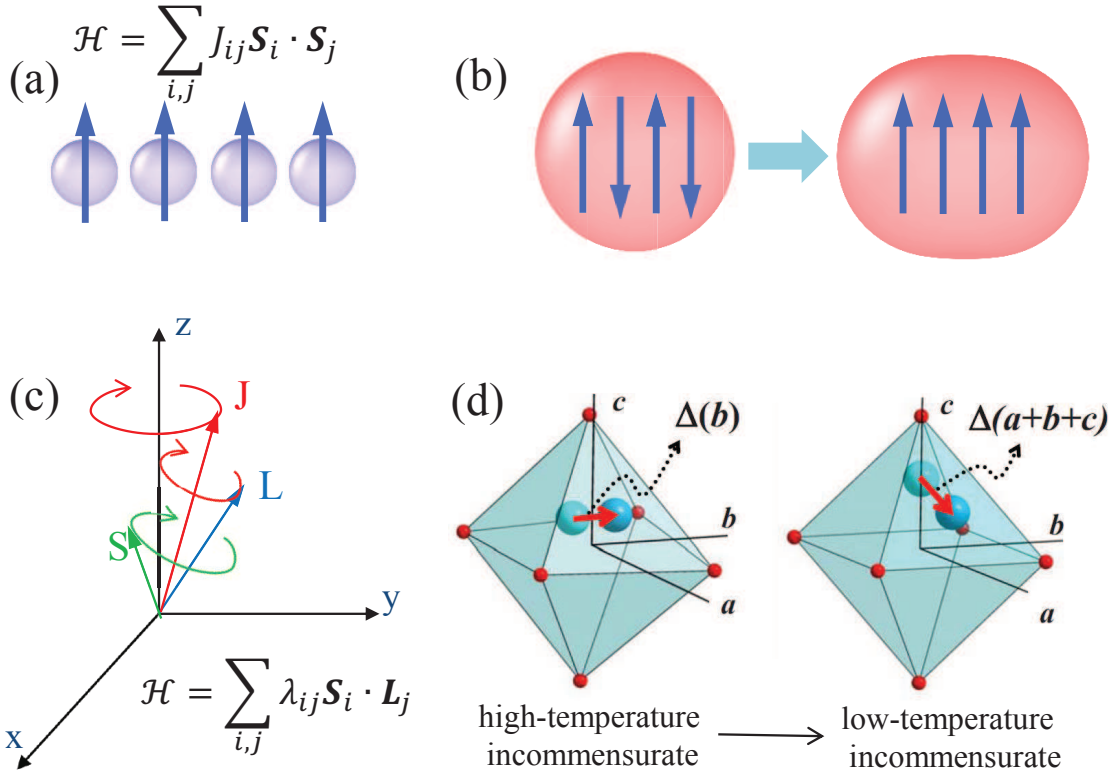 ℋ = ∑_{i,j} J_{ij} S_i · S_j
(a)
(b)
(c)
z
J
L
S
y
x
ℋ = ∑_{i,j} λ_{ij} S_i · L_j
(d)
c
Δ(b)
b
a
c
Δ(a+b+c)
b
a
high-temperature
incommensurate
low-temperature
incommensurate